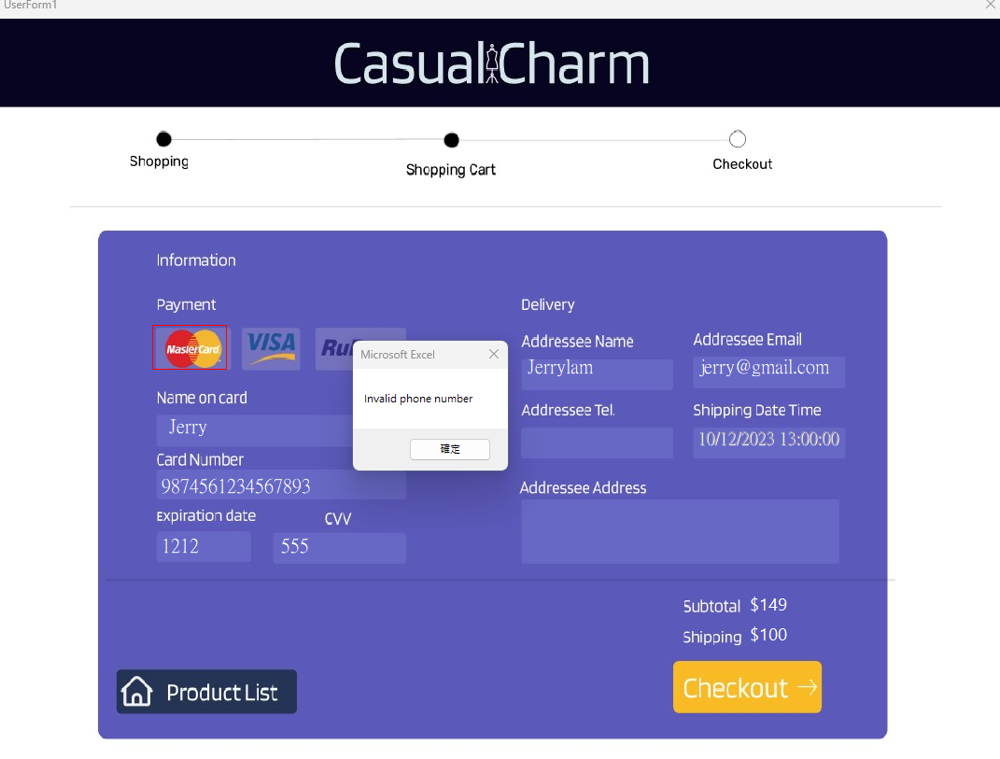 UserForm1
CasualCharm
Shopping
Shopping Cart
Checkout
Information
Payment
Delivery
MasterCard
VISA
Addressee Name
Addressee Email
Jerrylam
jerry@gmail.com
Microsoft Excel
Invalid phone number
確定
Name on card
Jerry
Addressee Tel.
Shipping Date Time
10/12/2023 13:00:00
Card Number
9874561234567893
Addressee Address
Expiration date
CVV
1212
555
Subtotal $149
Shipping $100
Product List
Checkout →